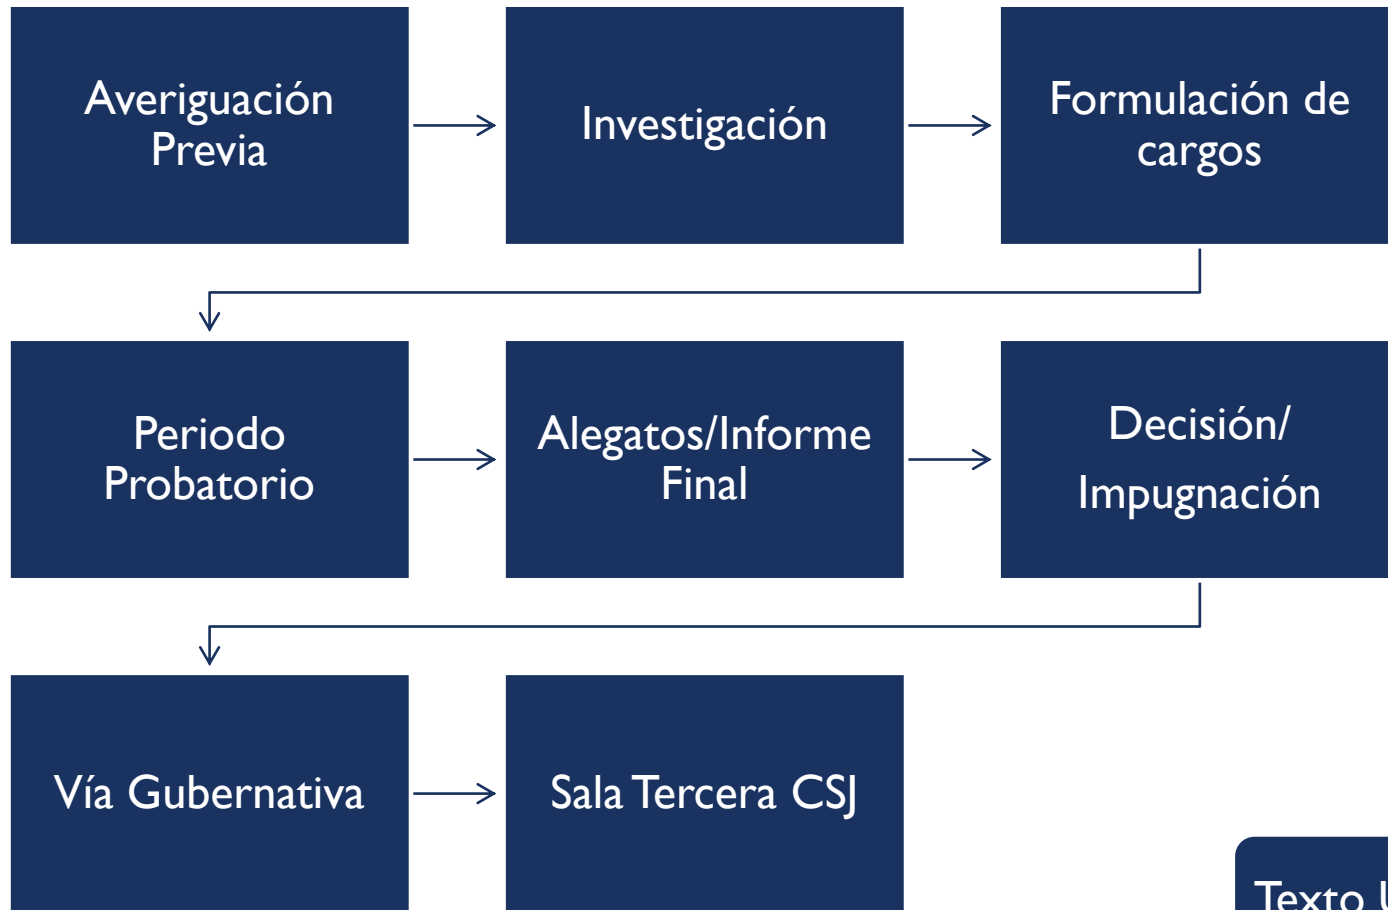 Averiguación
Previa
Investigación
Formulación de
cargos
Periodo
Probatorio
Alegatos/Informe
Final
Decisión/
Impugnación
Vía Gubernativa
Sala Tercera CSJ
Texto U